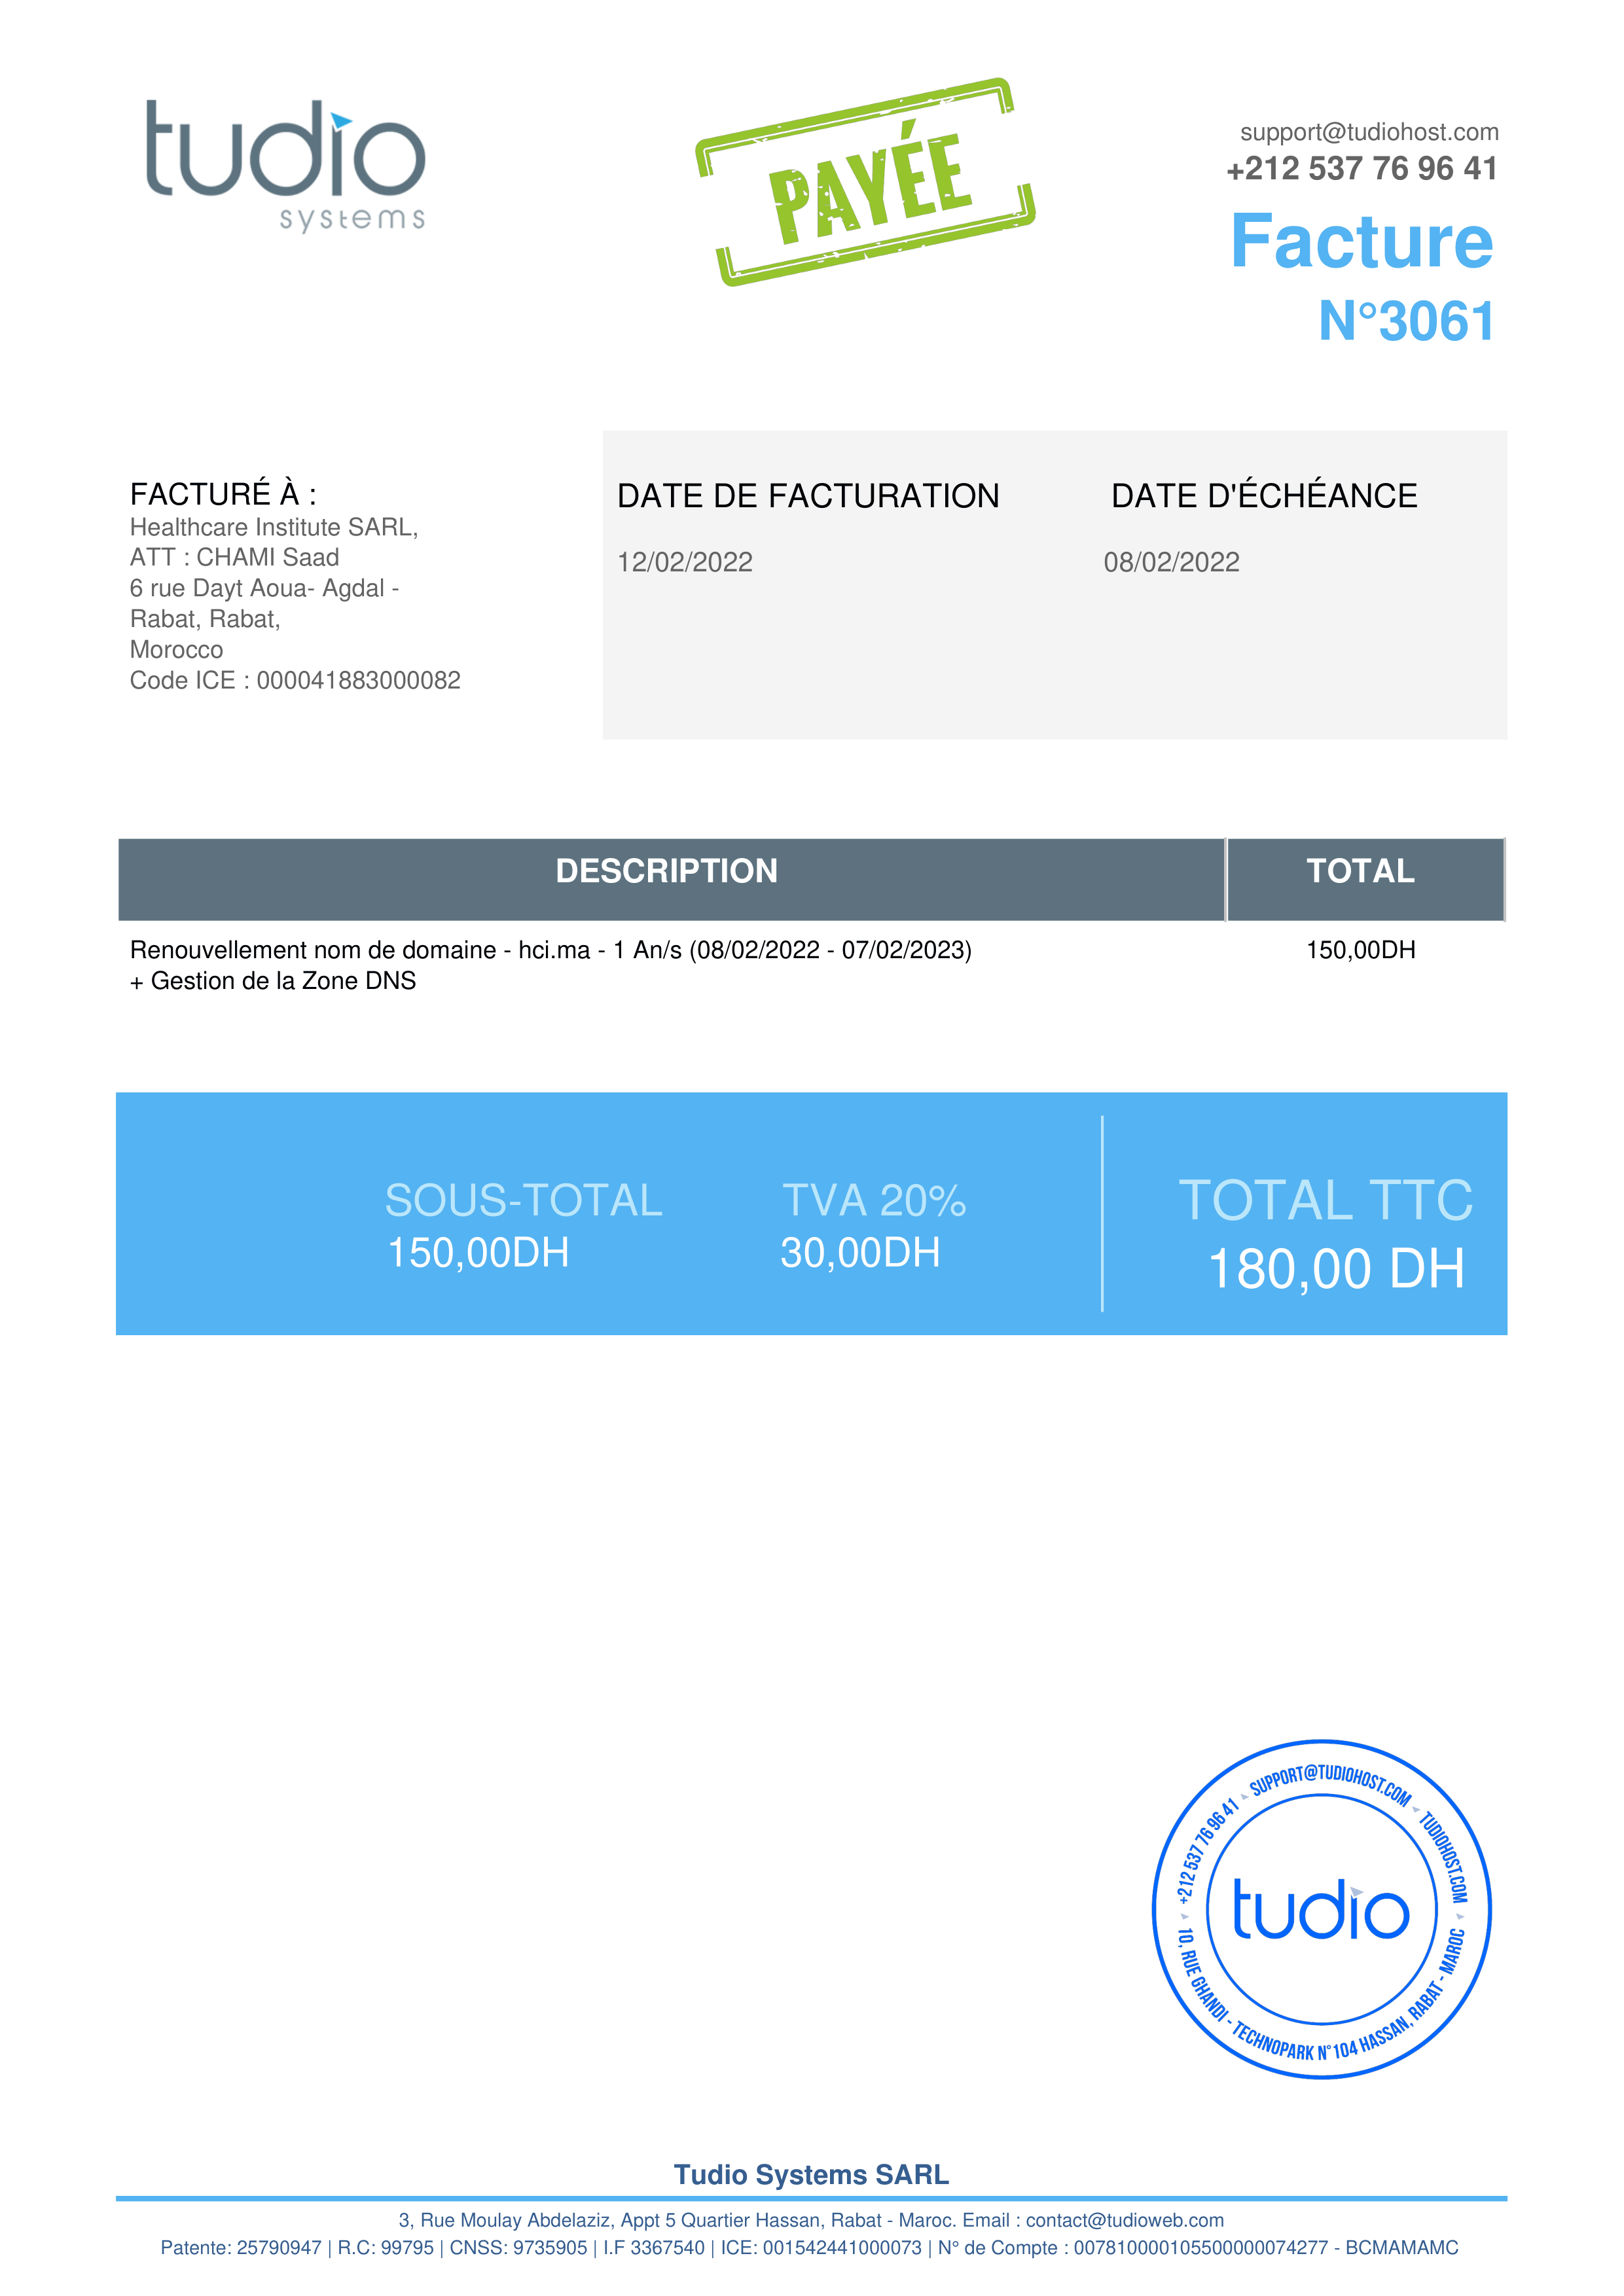 tudio
systems
PAYÉE
support@tudiohost.com
+212 537 76 96 41
Facture
N°3061
FACTURÉ À :
Healthcare Institute SARL,
ATT : CHAMI Saad
6 rue Dayt Aoua- Agdal -
Rabat, Rabat,
Morocco
Code ICE : 000041883000082
DATE DE FACTURATION
12/02/2022
DATE D'ÉCHÉANCE
08/02/2022
DESCRIPTION TOTAL
Renouvellement nom de domaine - hci.ma - 1 An/s (08/02/2022 - 07/02/2023) 150,00DH
+ Gestion de la Zone DNS
SOUS-TOTAL
150,00DH
TVA 20%
30,00DH
TOTAL TTC
180,00 DH
+212 537 76 96 41 SUPPORT@TUDIOHOST.COM TUDIOHOST.COM
tudio
10, RUE GHANDI - TECHNOPARK N°104 HASSAN, RABAT - MAROC
Tudio Systems SARL
3, Rue Moulay Abdelaziz, Appt 5 Quartier Hassan, Rabat - Maroc. Email : contact@tudioweb.com
Patente: 25790947 | R.C: 99795 | CNSS: 9735905 | I.F 3367540 | ICE: 001542441000073 | N° de Compte : 007810000105500000074277 - BCMAMAMC